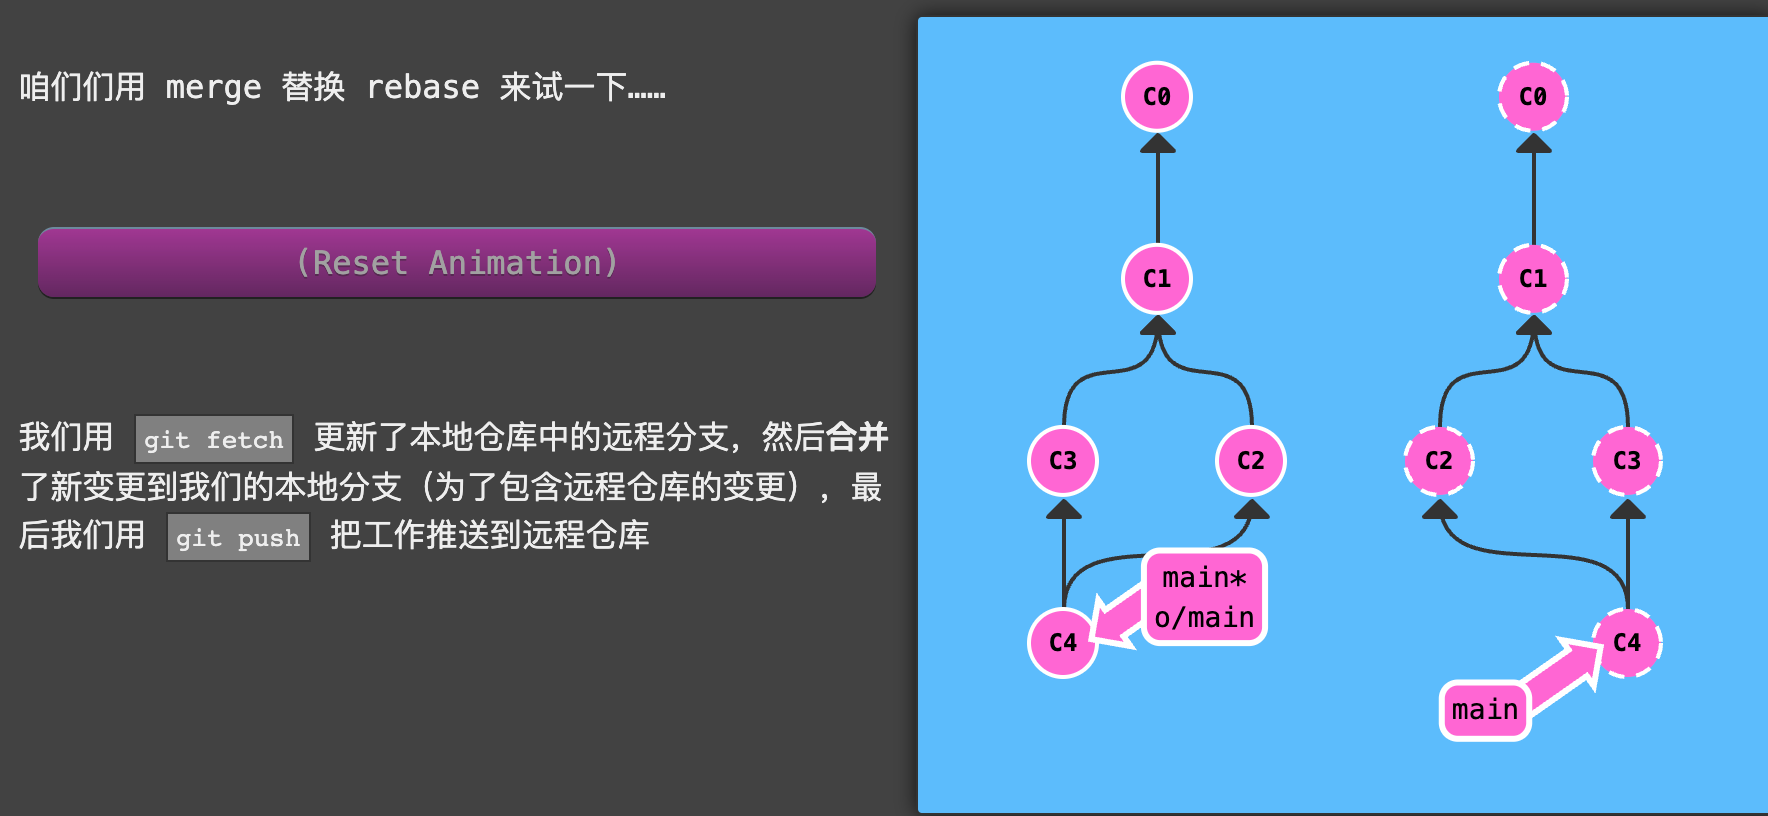 咱们们用 merge 替换 rebase 来试一下……
(Reset Animation)
我们用 git fetch 更新了本地仓库中的远程分支，然后合并
了新变更到我们的本地分支（为了包含远程仓库的变更），最
后我们用 git push 把工作推送到远程仓库
C0
C1
C3
C2
main*
o/main
C4
C0
C1
C2
C3
C4
main